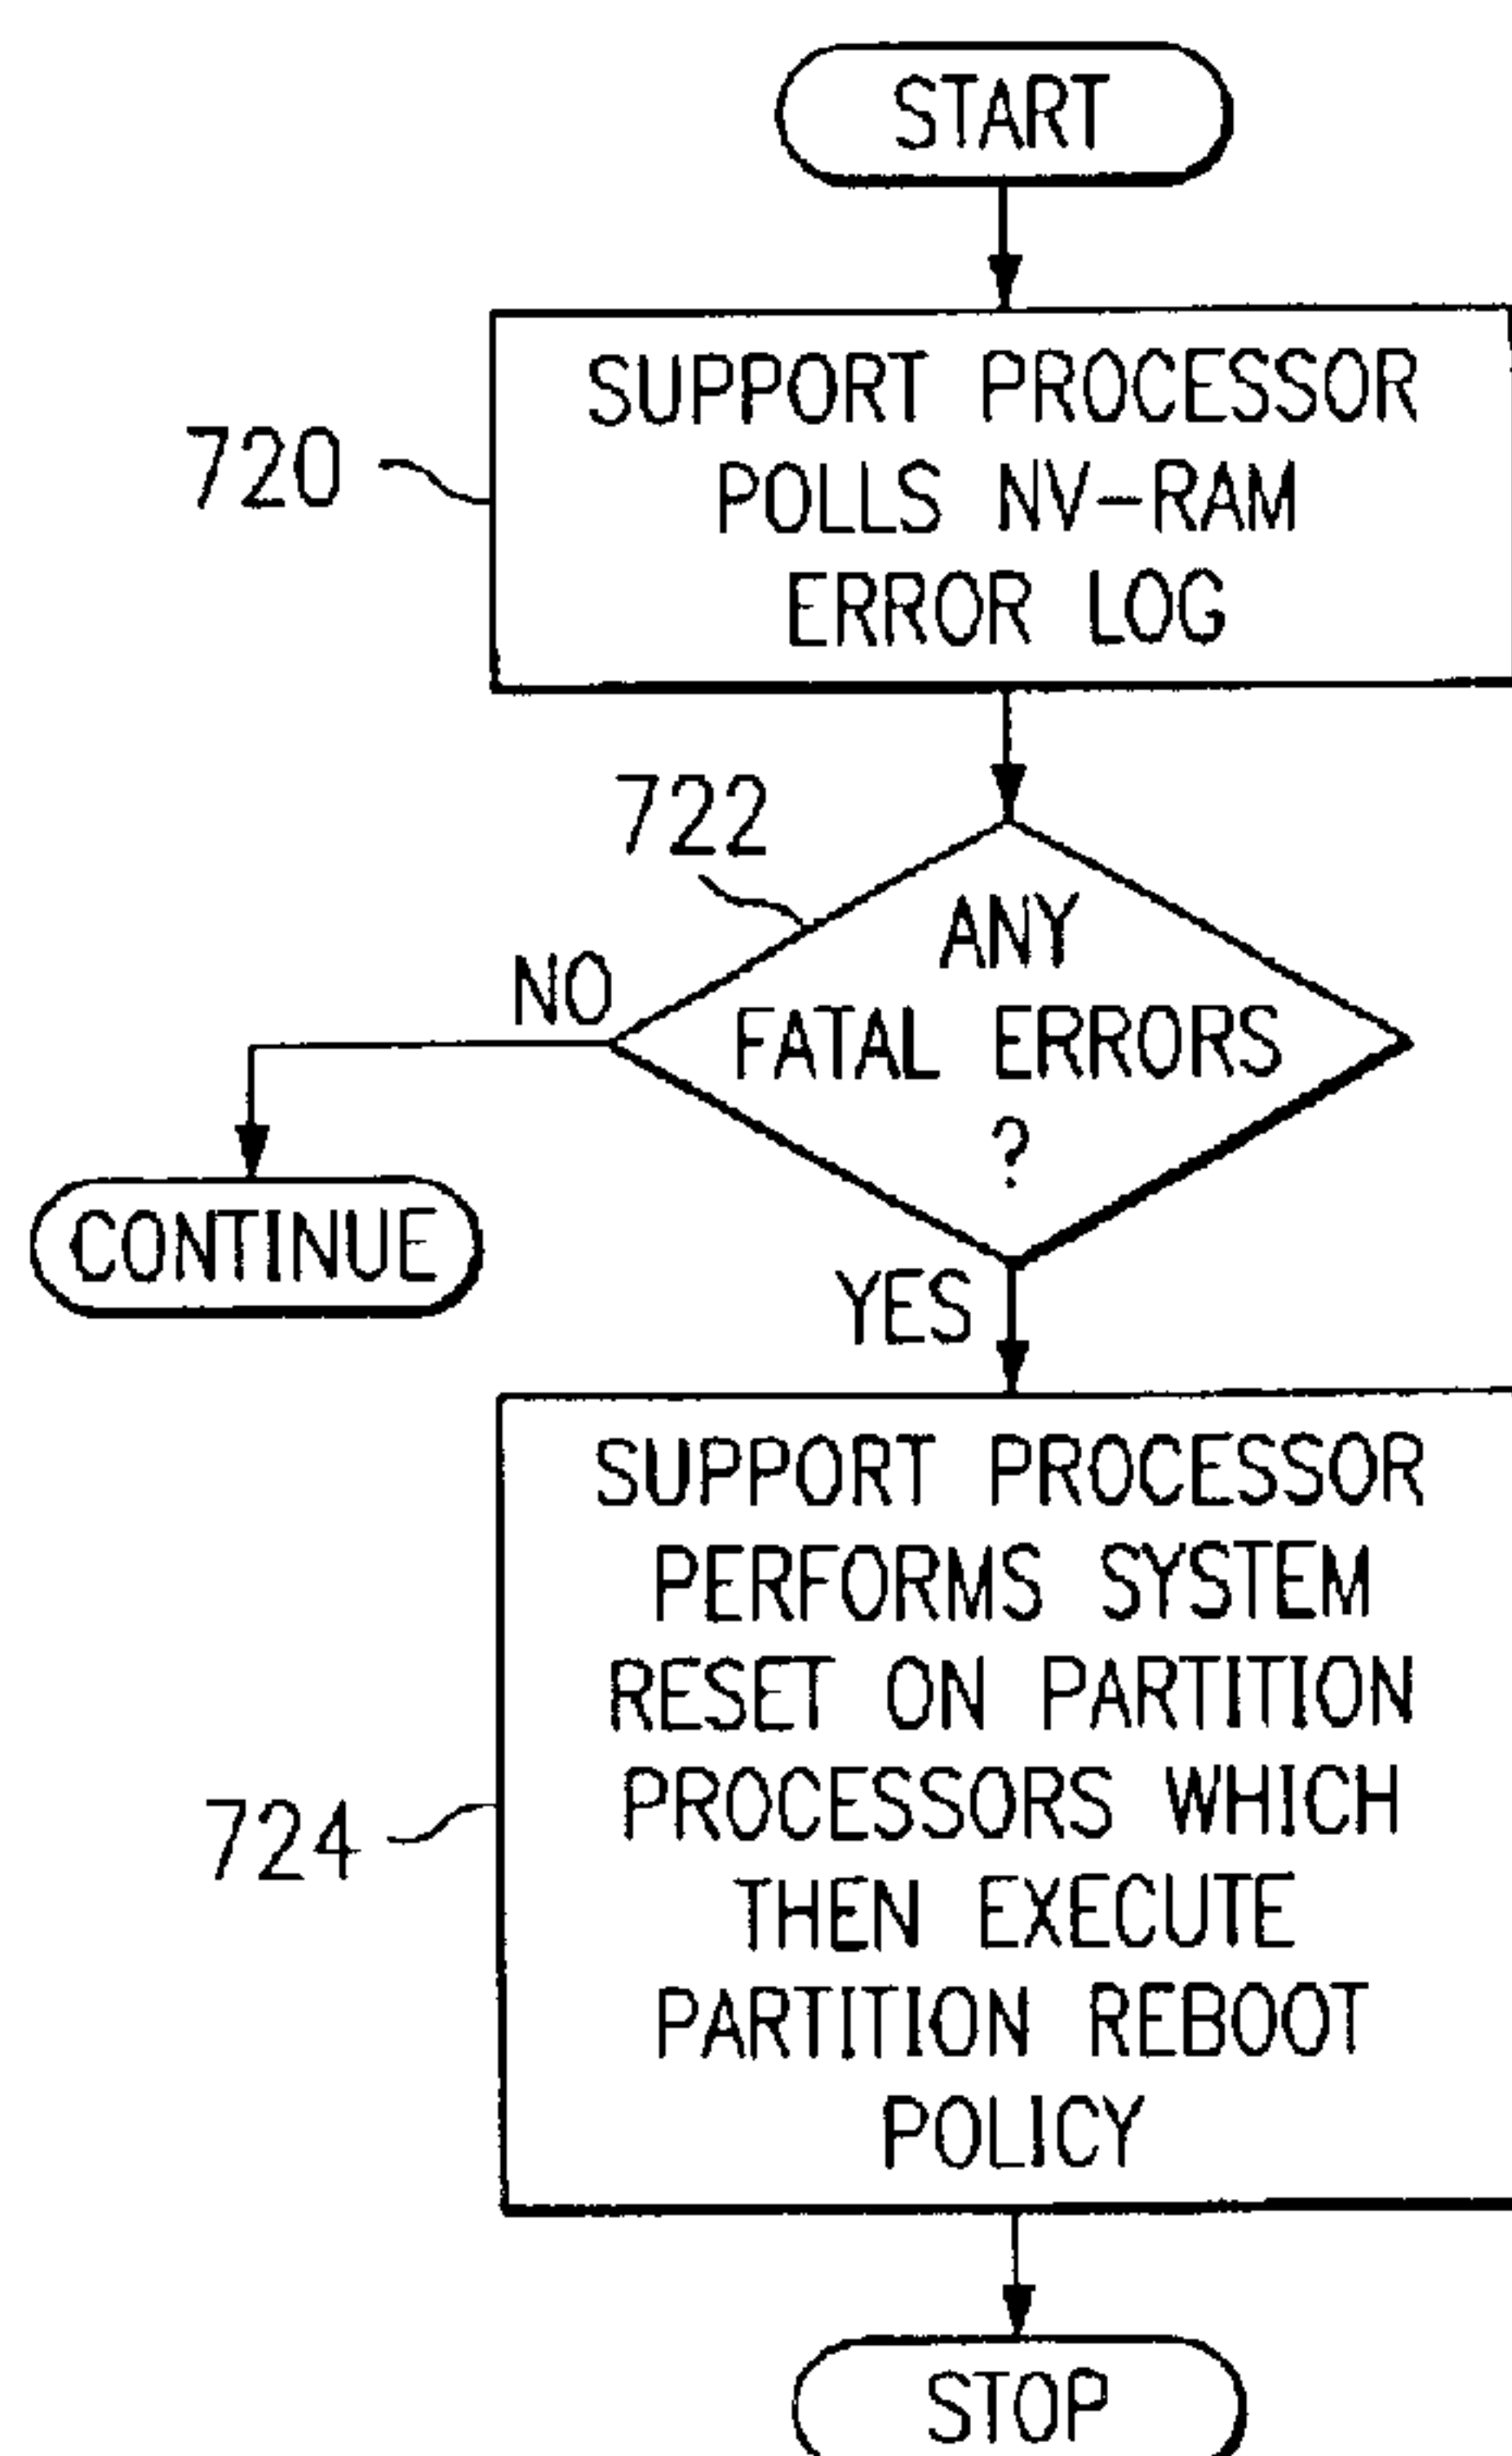 START
720
SUPPORT PROCESSOR
POLLS NV-RAM
ERROR LOG
722
ANY
FATAL ERRORS
?
NO
CONTINUE
YES
724
SUPPORT PROCESSOR
PERFORMS SYSTEM
RESET ON PARTITION
PROCESSORS WHICH
THEN EXECUTE
PARTITION REBOOT
POLICY
STOP